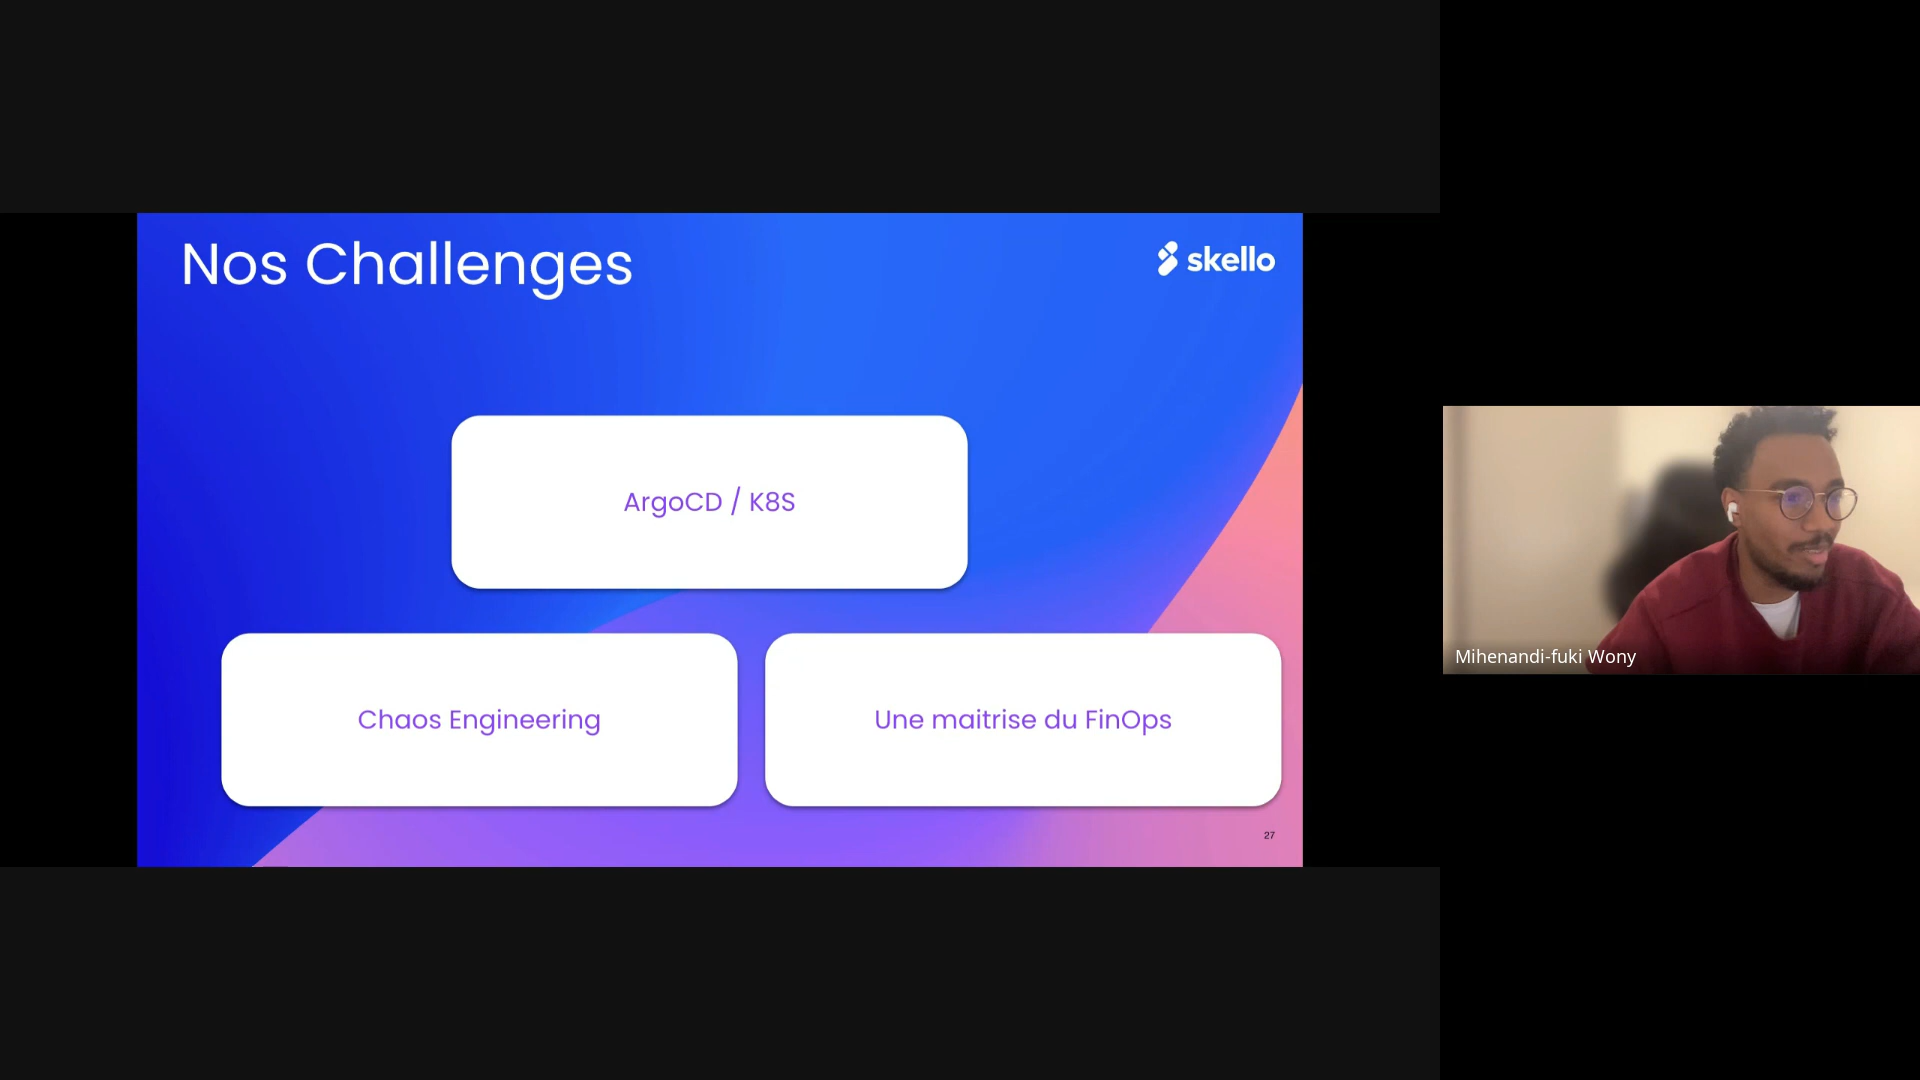 Nos Challenges
skello
ArgoCD / K8S
Chaos Engineering
Une maitrise du FinOps
27
Mihenandi-fuki Wony